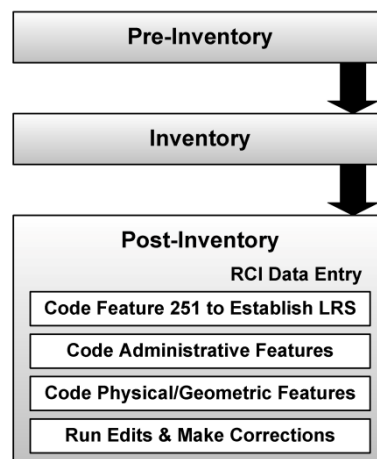 Pre-Inventory
Inventory
Post-Inventory
RCI Data Entry
Code Feature 251 to Establish LRS
Code Administrative Features
Code Physical/Geometric Features
Run Edits & Make Corrections